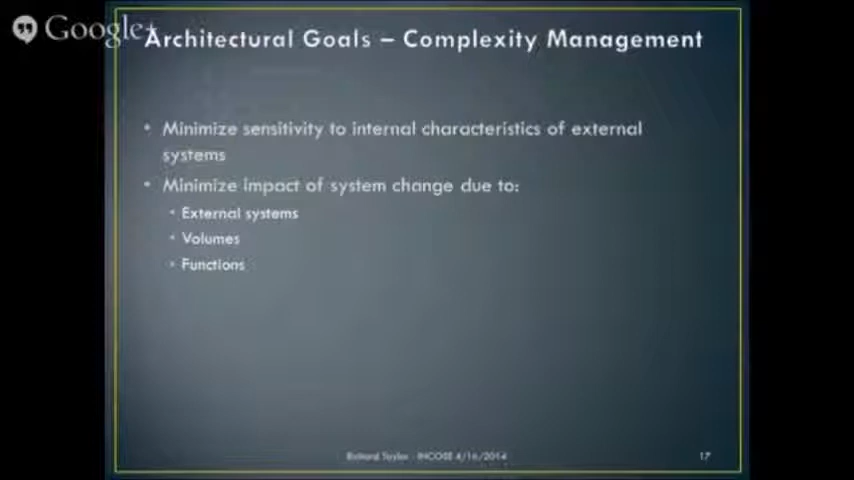 Google+
Architectural Goals – Complexity Management
• Minimize sensitivity to internal characteristics of external
systems
• Minimize impact of system change due to:
• External systems
• Volumes
• Functions
Richard Taylor - INCOSE 4/16/2014
17